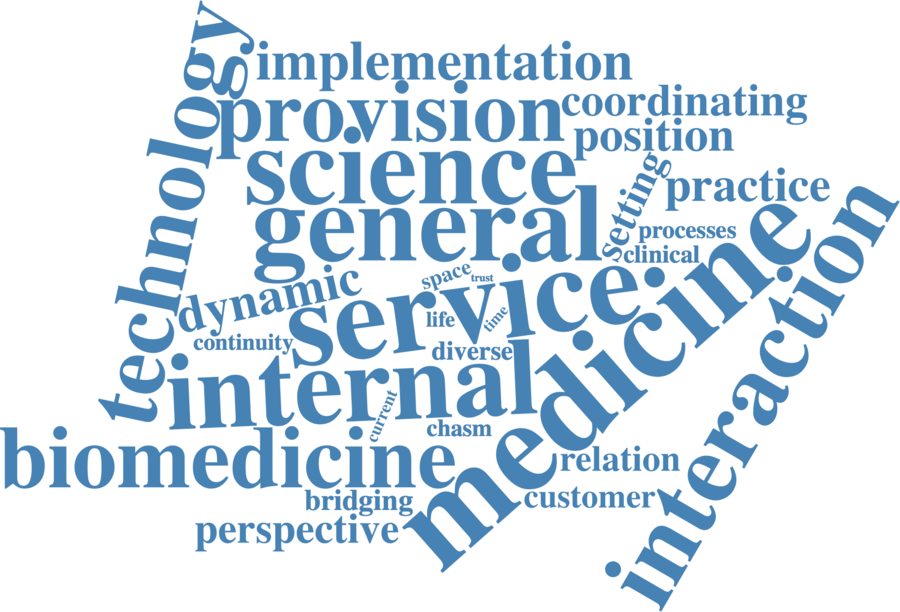 technology
implementation
provision
coordinating
position
science
Setting
practice
general
processes
clinical
medicine
interaction
space
trust
dynamic
service
life
time
continuity
diverse
internal
current
chasm
biomedicine
relation
bridging
customer
perspective